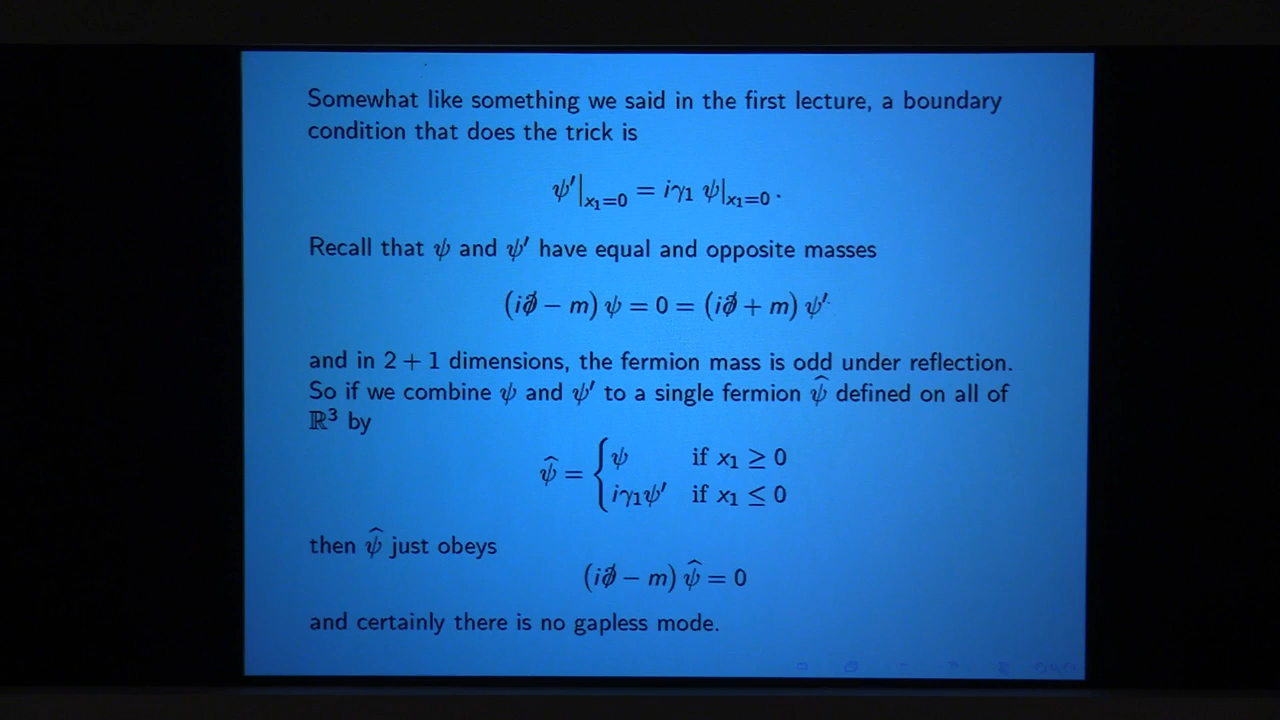 Somewhat like something we said in the first lecture, a boundary
condition that does the trick is
ψ′|x₁=0 = iγ₁ ψ|x₁=0 .
Recall that ψ and ψ′ have equal and opposite masses
(i∂̸ − m) ψ = 0 = (i∂̸ + m) ψ′
and in 2 + 1 dimensions, the fermion mass is odd under reflection.
So if we combine ψ and ψ′ to a single fermion ψ̂ defined on all of
ℝ³ by
ψ̂ = { ψ if x₁ ≥ 0
iγ₁ψ′ if x₁ ≤ 0
then ψ̂ just obeys
(i∂̸ − m) ψ̂ = 0
and certainly there is no gapless mode.